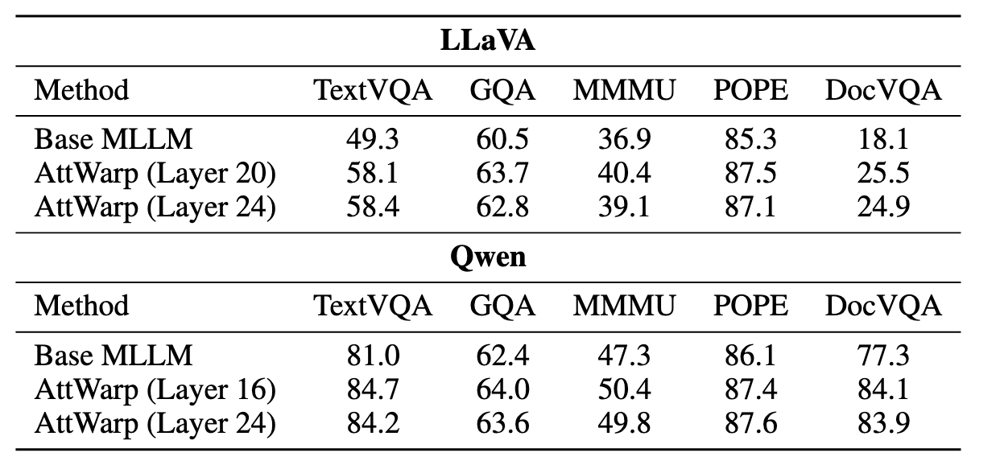 LLaVA
Method TextVQA GQA MMMU POPE DocVQA
Base MLLM 49.3 60.5 36.9 85.3 18.1
AttWarp (Layer 20) 58.1 63.7 40.4 87.5 25.5
AttWarp (Layer 24) 58.4 62.8 39.1 87.1 24.9
Qwen
Method TextVQA GQA MMMU POPE DocVQA
Base MLLM 81.0 62.4 47.3 86.1 77.3
AttWarp (Layer 16) 84.7 64.0 50.4 87.4 84.1
AttWarp (Layer 24) 84.2 63.6 49.8 87.6 83.9